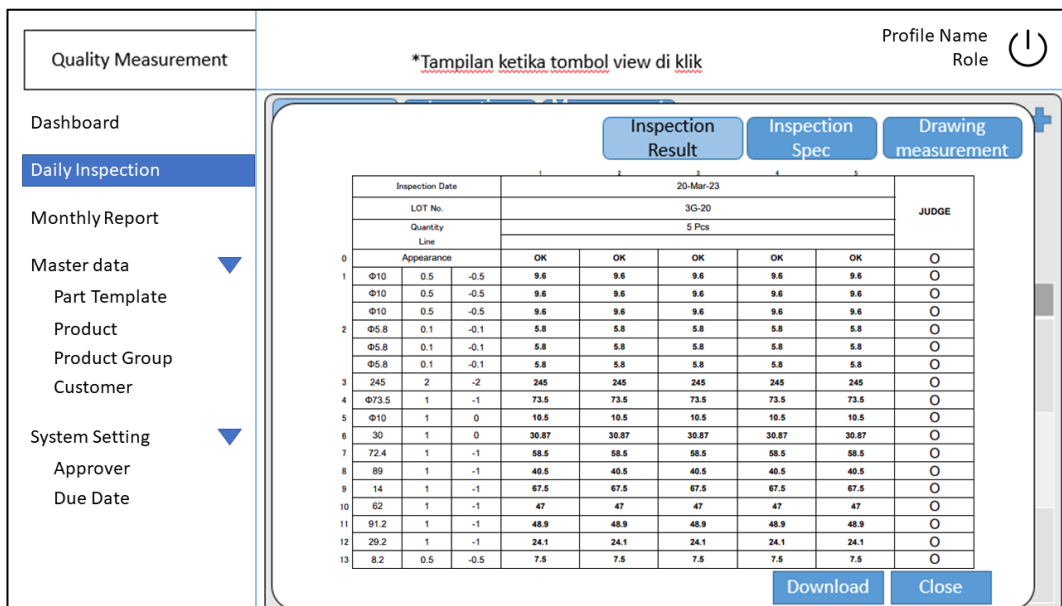 Quality Measurement
*Tampilan ketika tombol view di klik
Profile Name
Role
Dashboard
Daily Inspection
Monthly Report
Master data
Part Template
Product
Product Group
Customer
System Setting
Approver
Due Date
Inspection Result
Inspection Spec
Drawing measurement
1 2 3 4 5
Inspection Date 20-Mar-23 JUDGE
LOT No. 3G-20
Quantity 5 Pcs
Line
0 Appearance OK OK OK OK OK O
1 Φ10 0.5 -0.5 9.6 9.6 9.6 9.6 9.6 O
Φ10 0.5 -0.5 9.6 9.6 9.6 9.6 9.6 O
Φ10 0.5 -0.5 9.6 9.6 9.6 9.6 9.6 O
2 Φ5.8 0.1 -0.1 5.8 5.8 5.8 5.8 5.8 O
Φ5.8 0.1 -0.1 5.8 5.8 5.8 5.8 5.8 O
Φ5.8 0.1 -0.1 5.8 5.8 5.8 5.8 5.8 O
3 245 2 -2 245 245 245 245 245 O
4 Φ73.5 1 -1 73.5 73.5 73.5 73.5 73.5 O
5 Φ10 1 0 10.5 10.5 10.5 10.5 10.5 O
6 30 1 0 30.87 30.87 30.87 30.87 30.87 O
7 72.4 1 -1 58.5 58.5 58.5 58.5 58.5 O
8 89 1 -1 40.5 40.5 40.5 40.5 40.5 O
9 14 1 -1 67.5 67.5 67.5 67.5 67.5 O
10 62 1 -1 47 47 47 47 47 O
11 91.2 1 -1 48.9 48.9 48.9 48.9 48.9 O
12 29.2 1 -1 24.1 24.1 24.1 24.1 24.1 O
13 8.2 0.5 -0.5 7.5 7.5 7.5 7.5 7.5 O
Download
Close